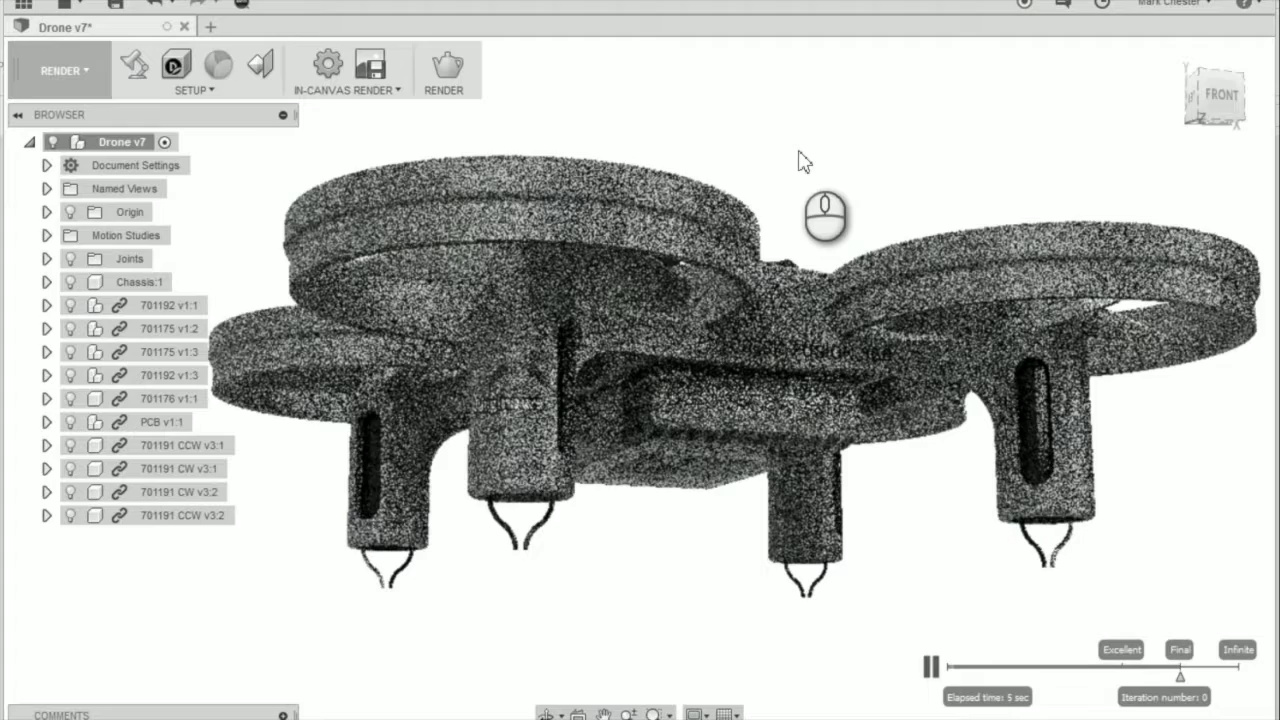 Mark Chester
Drone v7*
RENDER
SETUP
IN-CANVAS RENDER
RENDER
FRONT
BROWSER
Drone v7
Document Settings
Named Views
Origin
Motion Studies
Joints
Chassis:1
701192 v1:1
701175 v1:2
701175 v1:3
701192 v1:3
701176 v1:1
PCB v1:1
701191 CCW v3:1
701191 CW v3:1
701191 CW v3:2
701191 CCW v3:2
Excellent
Final
Infinite
Elapsed time: 5 sec
Iteration number: 0
COMMENTS